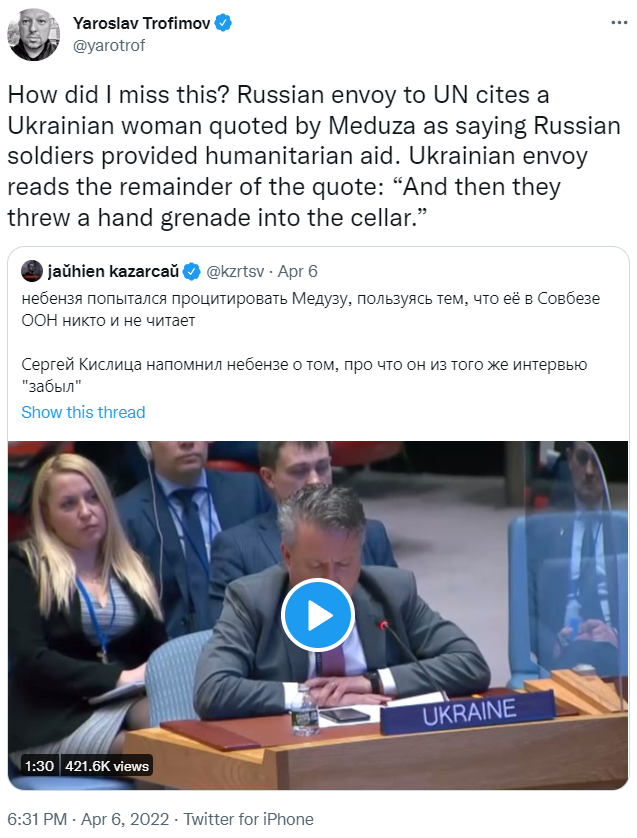 Yaroslav Trofimov
@yarotrof
How did I miss this? Russian envoy to UN cites a
Ukrainian woman quoted by Meduza as saying Russian
soldiers provided humanitarian aid. Ukrainian envoy
reads the remainder of the quote: “And then they
threw a hand grenade into the cellar.”
jaŭhien kazarcaŭ @kzrtsv · Apr 6
небензя попытался процитировать Медузу, пользуясь тем, что её в Совбезе
ООН никто и не читает
Сергей Кислица напомнил небензе о том, про что он из того же интервью
"забыл"
Show this thread
UKRAINE
1:30 421.6K views
6:31 PM · Apr 6, 2022 · Twitter for iPhone